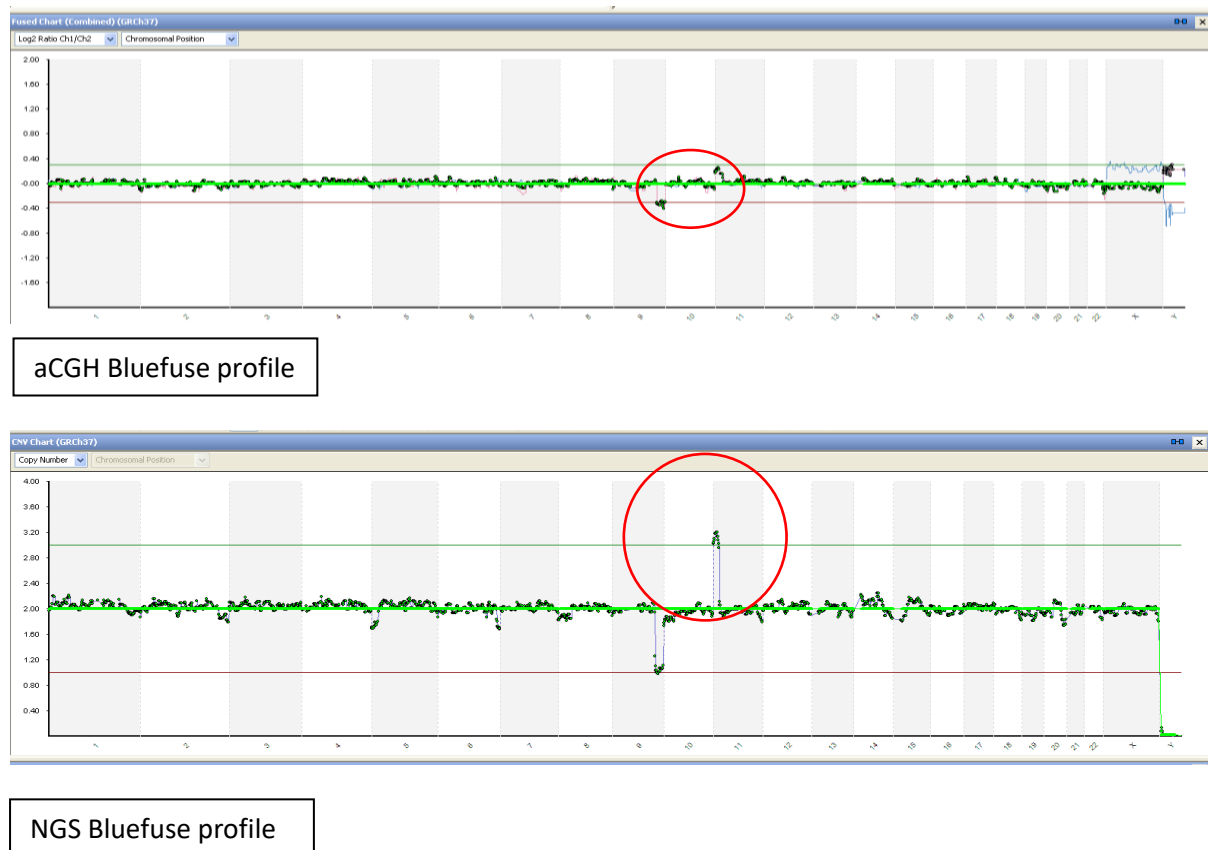 Fused Chart (Combined) (GRCh37)
Log2 Ratio Ch1/Ch2 Chromosomal Position
2.00
1.60
1.20
0.80
0.40
-0.00
-0.40
-0.80
-1.20
-1.60
1 2 3 4 5 6 7 8 9 10 11 12 13 14 15 16 17 18 19 20 21 22 X Y
aCGH Bluefuse profile
CNV Chart (GRCh37)
Copy Number Chromosomal Position
4.00
3.60
3.20
2.80
2.40
2.00
1.60
1.20
0.80
0.40
1 2 3 4 5 6 7 8 9 10 11 12 13 14 15 16 17 18 19 20 21 22 X Y
NGS Bluefuse profile